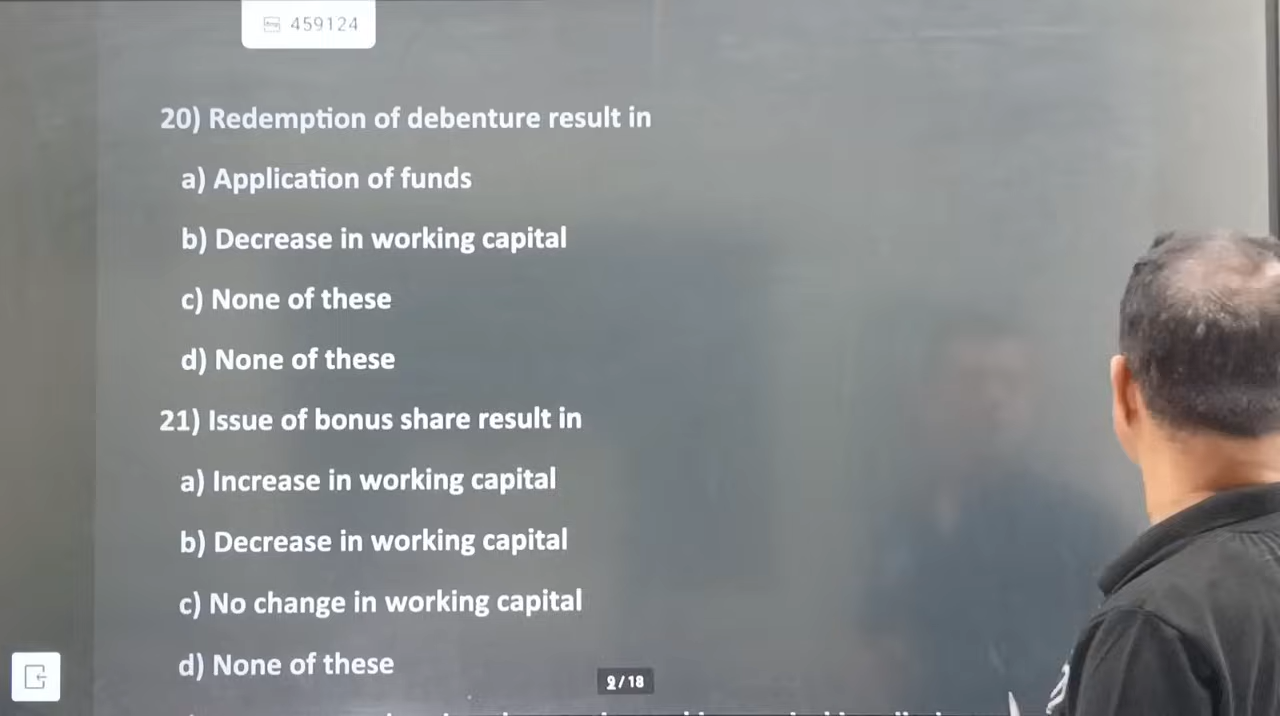 459124
20) Redemption of debenture result in
a) Application of funds
b) Decrease in working capital
c) None of these
d) None of these
21) Issue of bonus share result in
a) Increase in working capital
b) Decrease in working capital
c) No change in working capital
d) None of these
9/18